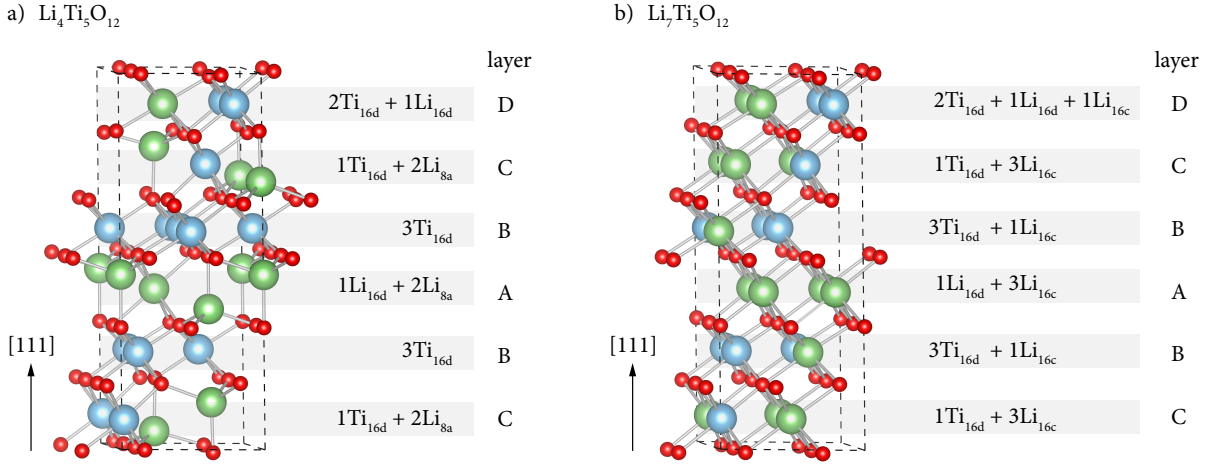 a) Li4Ti5O12
layer
2Ti16d + 1Li16d D
1Ti16d + 2Li8a C
3Ti16d B
1Li16d + 2Li8a A
[111]
3Ti16d B
1Ti16d + 2Li8a C
b) Li7Ti5O12
layer
2Ti16d + 1Li16d + 1Li16c D
1Ti16d + 3Li16c C
3Ti16d + 1Li16c B
1Li16d + 3Li16c A
[111]
3Ti16d + 1Li16c B
1Ti16d + 3Li16c C